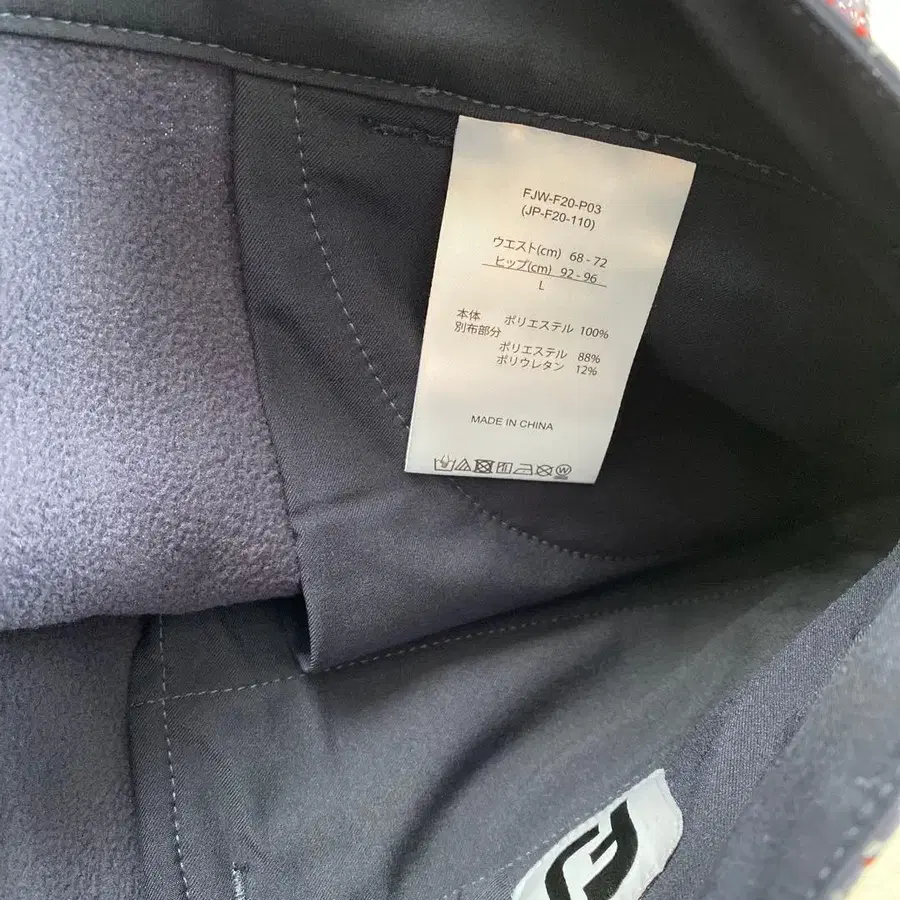 FJW-F20-P03
(JP-F20-110)
ウエスト(cm) 68 - 72
ヒップ(cm) 92 - 96
L
本体 ポリエステル 100%
別布部分
ポリエステル 88%
ポリウレタン 12%
MADE IN CHINA
W
FJ